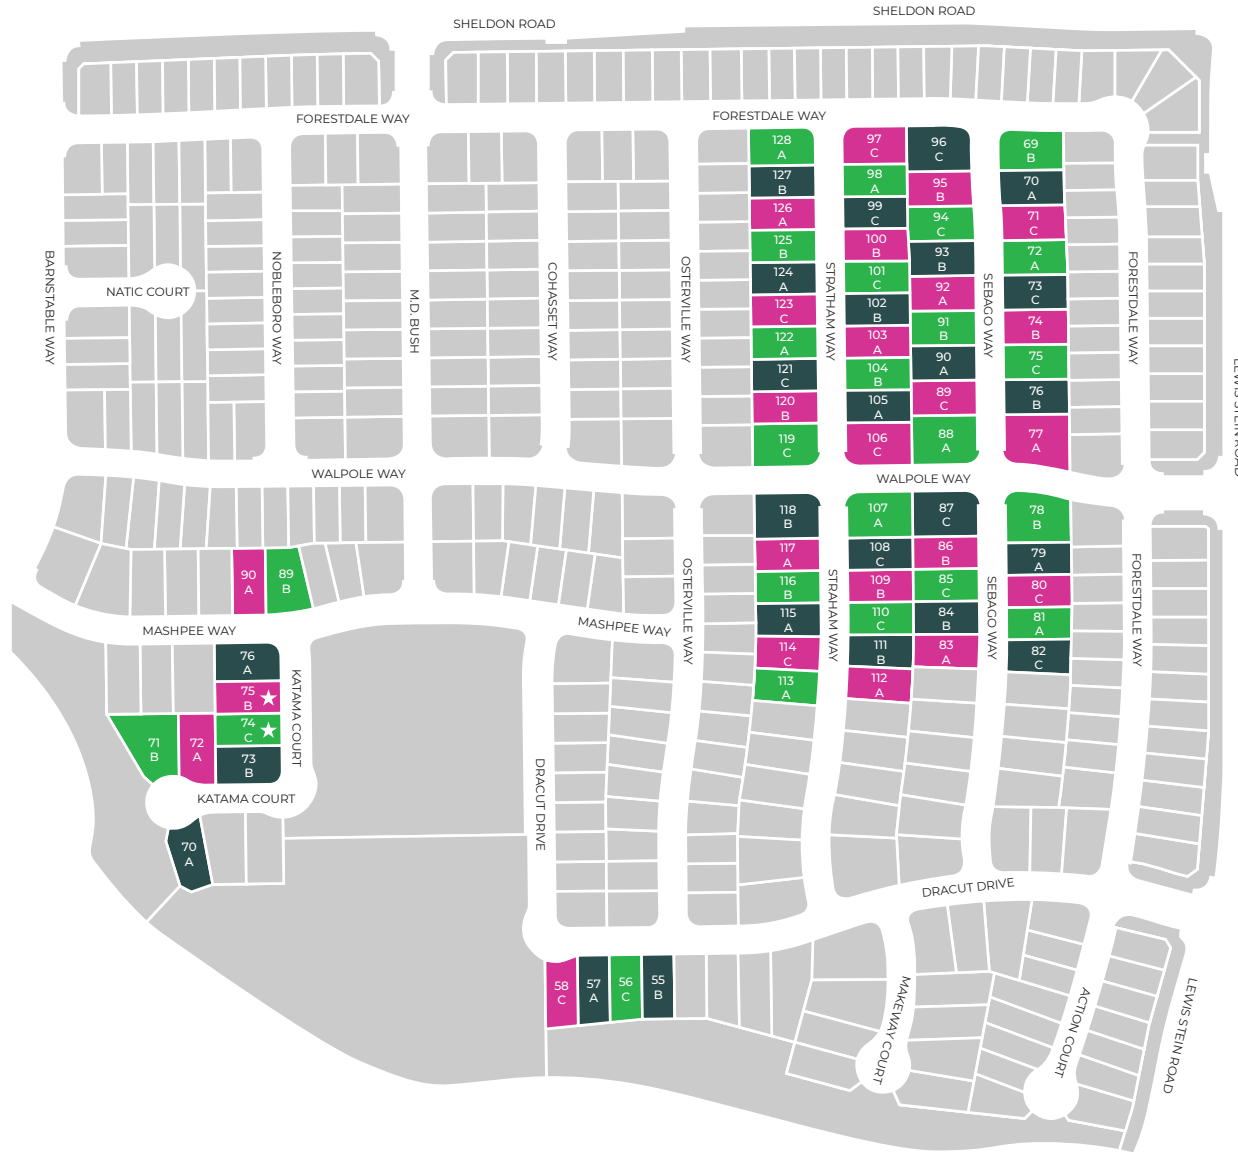 SHELDON ROAD
SHELDON ROAD
FORESTDALE WAY
FORESTDALE WAY
BARNSTABLE WAY
NATIC COURT
NOBLEBORO WAY
M.D. BUSH
COHASSET WAY
OSTERVILLE WAY
128
A
127
B
126
A
125
B
124
A
123
C
122
A
121
C
120
B
119
C
STRATHAM WAY
97
C
98
A
99
C
100
B
101
C
102
B
103
A
104
B
105
A
106
C
96
C
95
B
94
C
93
B
92
A
91
B
90
A
89
C
88
A
SEBAGO WAY
69
B
70
A
71
C
72
A
73
C
74
B
75
C
76
B
77
A
FORESTDALE WAY
LEWIS STEIN ROAD
WALPOLE WAY
WALPOLE WAY
90
A
89
B
OSTERVILLE WAY
118
B
117
A
116
B
115
A
114
C
113
A
STRAHAM WAY
107
A
108
C
109
B
110
C
111
B
112
A
87
C
86
B
85
C
84
B
83
A
SEBAGO WAY
78
B
79
A
80
C
81
A
82
C
FORESTDALE WAY
MASHPEE WAY
MASHPEE WAY
76
A
75
B
74
C
73
B
71
B
72
A
KATAMA COURT
KATAMA COURT
70
A
DRACUT DRIVE
DRACUT DRIVE
58
C
57
A
56
C
55
B
MAKEWAY COURT
ACTION COURT
LEWIS STEIN ROAD